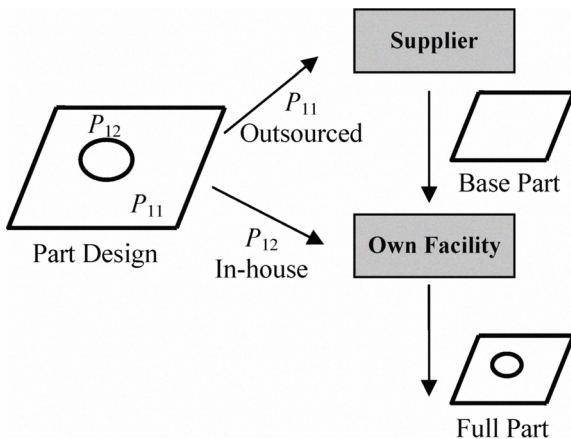 Supplier
P11
Outsourced
P12
P11
Part Design
Base Part
P12
In-house
Own Facility
Full Part